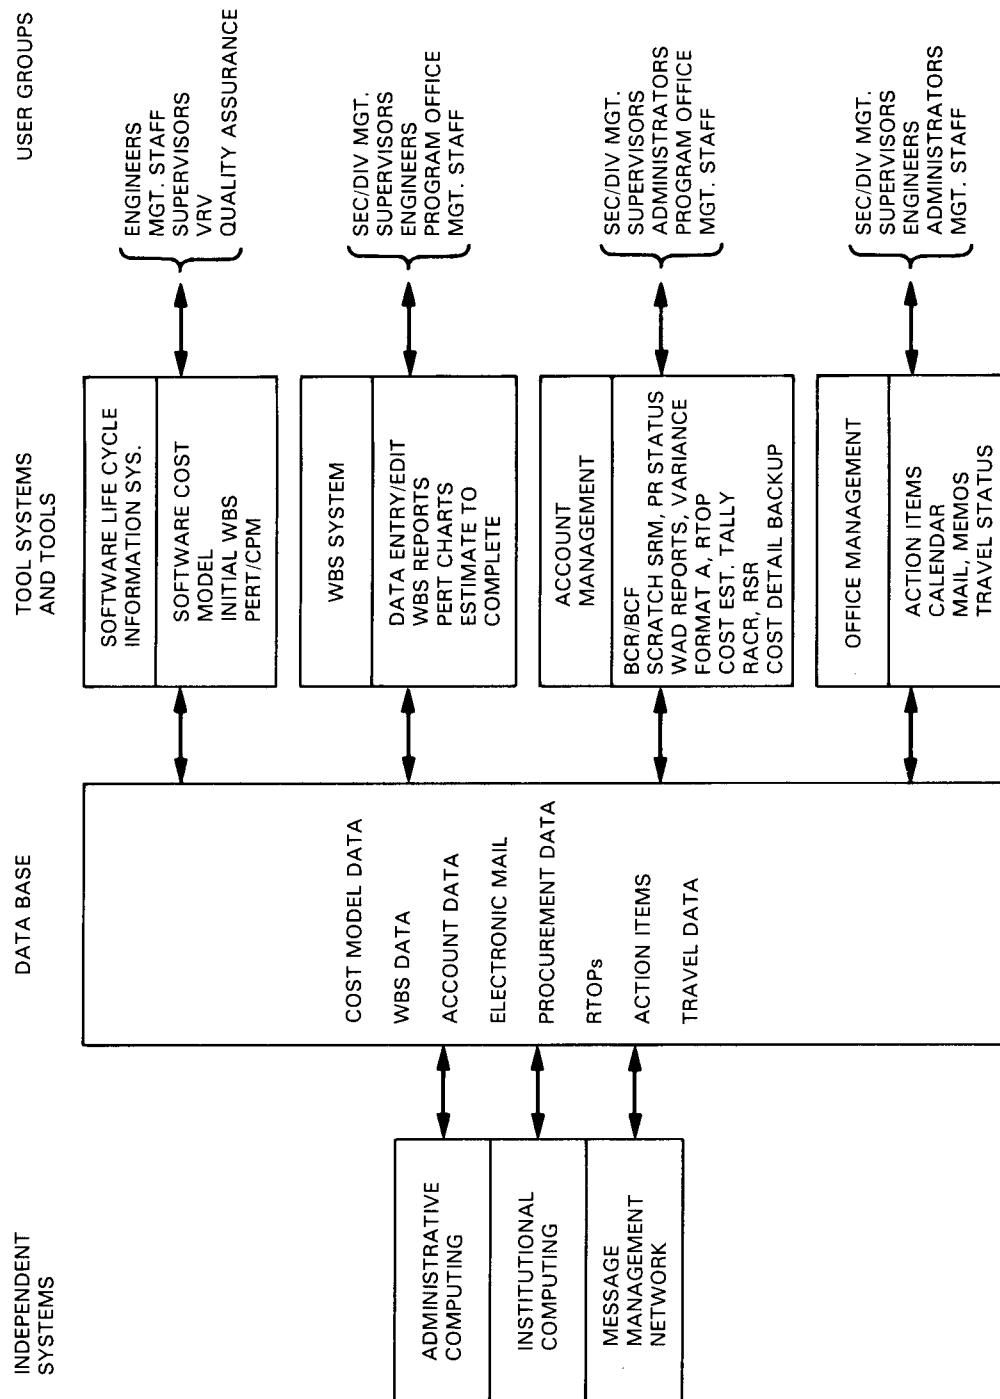 INDEPENDENT
SYSTEMS
DATA BASE
TOOL SYSTEMS
AND TOOLS
USER GROUPS
ADMINISTRATIVE
COMPUTING
INSTITUTIONAL
COMPUTING
MESSAGE
MANAGEMENT
NETWORK
COST MODEL DATA
WBS DATA
ACCOUNT DATA
ELECTRONIC MAIL
PROCUREMENT DATA
RTOPs
ACTION ITEMS
TRAVEL DATA
SOFTWARE LIFE CYCLE
INFORMATION SYS.
SOFTWARE COST
MODEL
INITIAL WBS
PERT/CPM
ENGINEERS
MGT. STAFF
SUPERVISORS
VRV
QUALITY ASSURANCE
WBS SYSTEM
DATA ENTRY/EDIT
WBS REPORTS
PERT CHARTS
ESTIMATE TO
COMPLETE
SEC/DIV MGT.
SUPERVISORS
ENGINEERS
PROGRAM OFFICE
MGT. STAFF
ACCOUNT
MANAGEMENT
BCR/BCF
SCRATCH SRM, PR STATUS
WAD REPORTS, VARIANCE
FORMAT A, RTOP
COST EST. TALLY
RACR, RSR
COST DETAIL BACKUP
SEC/DIV MGT.
SUPERVISORS
ADMINISTRATORS
PROGRAM OFFICE
MGT. STAFF
OFFICE MANAGEMENT
ACTION ITEMS
CALENDAR
MAIL, MEMOS
TRAVEL STATUS
SEC/DIV MGT.
SUPERVISORS
ENGINEERS
ADMINISTRATORS
MGT. STAFF